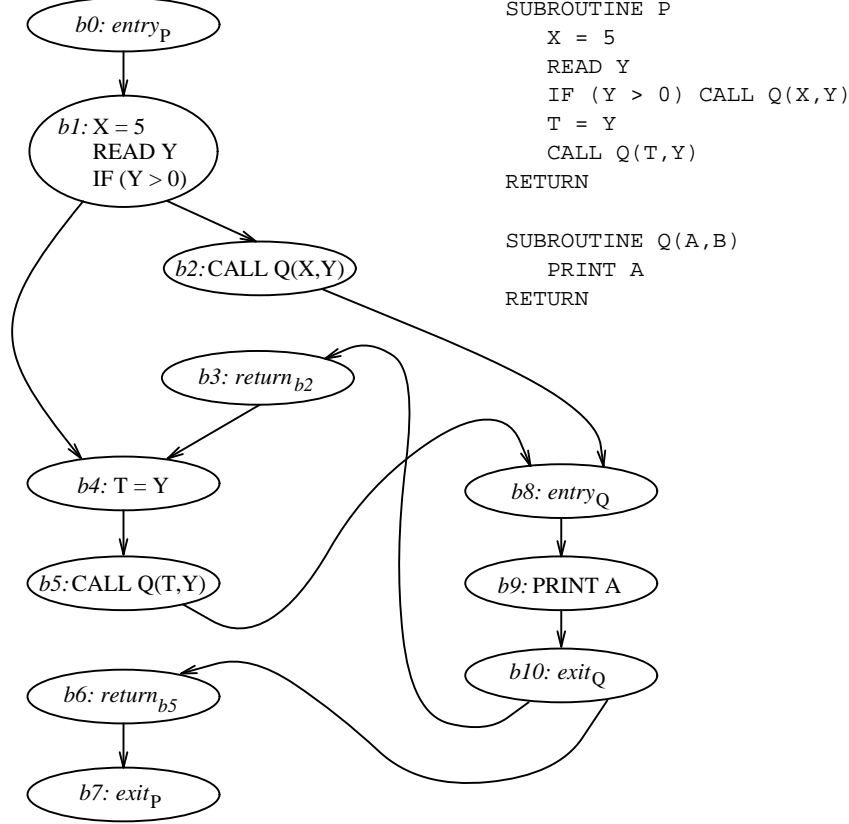 b0: entryP
b1: X = 5
READ Y
IF (Y > 0)
b2:CALL Q(X,Y)
b3: returnb2
b4: T = Y
b5:CALL Q(T,Y)
b6: returnb5
b7: exitP
b8: entryQ
b9: PRINT A
b10: exitQ
SUBROUTINE P
X = 5
READ Y
IF (Y > 0) CALL Q(X,Y)
T = Y
CALL Q(T,Y)
RETURN
SUBROUTINE Q(A,B)
PRINT A
RETURN